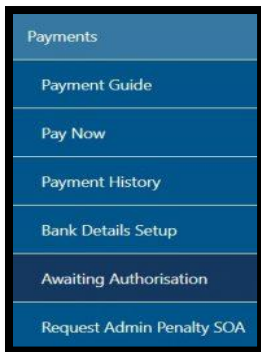 Payments
Payment Guide
Pay Now
Payment History
Bank Details Setup
Awaiting Authorisation
Request Admin Penalty SOA